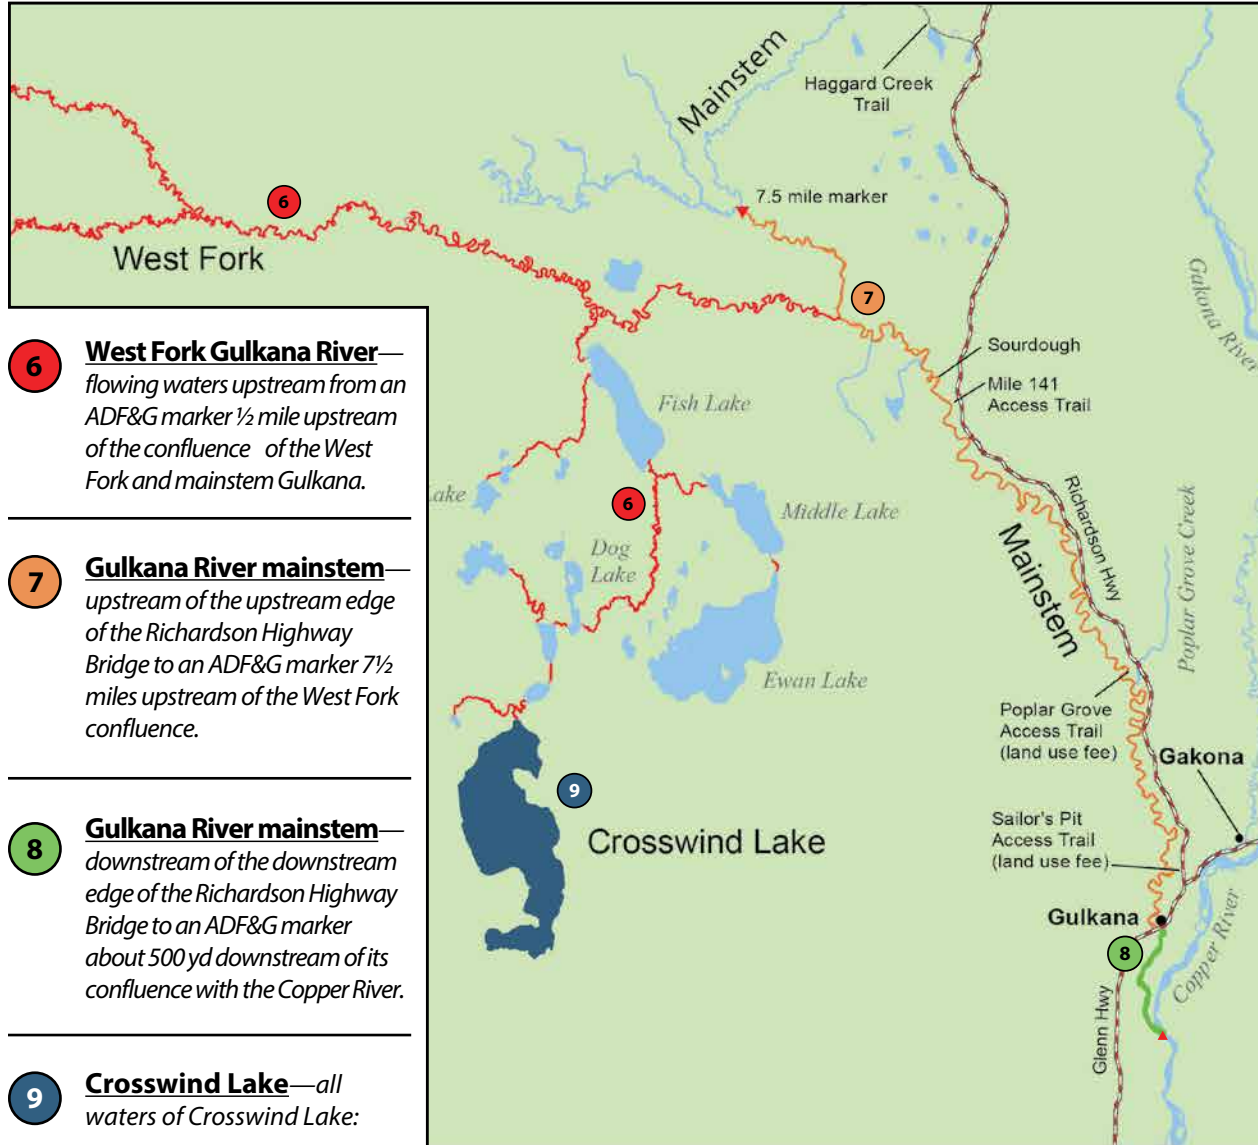 Mainstem
Haggard Creek
Trail
6
7.5 mile marker
West Fork
Gakona River
7
Sourdough
Mile 141
Access Trail
Fish Lake
Lake
6
Middle Lake
Dog
Lake
Richardson Hwy
Mainstem
Poplar Grove Creek
Ewan Lake
Poplar Grove
Access Trail
(land use fee)
Gakona
9
Crosswind Lake
Sailor's Pit
Access Trail
(land use fee)
Gulkana
8
Copper River
Glenn Hwy
6
West Fork Gulkana River—
flowing waters upstream from an
ADF&G marker ½ mile upstream
of the confluence of the West
Fork and mainstem Gulkana.
7
Gulkana River mainstem—
upstream of the upstream edge
of the Richardson Highway
Bridge to an ADF&G marker 7½
miles upstream of the West Fork
confluence.
8
Gulkana River mainstem—
downstream of the downstream
edge of the Richardson Highway
Bridge to an ADF&G marker
about 500 yd downstream of its
confluence with the Copper River.
9
Crosswind Lake—all
waters of Crosswind Lake: